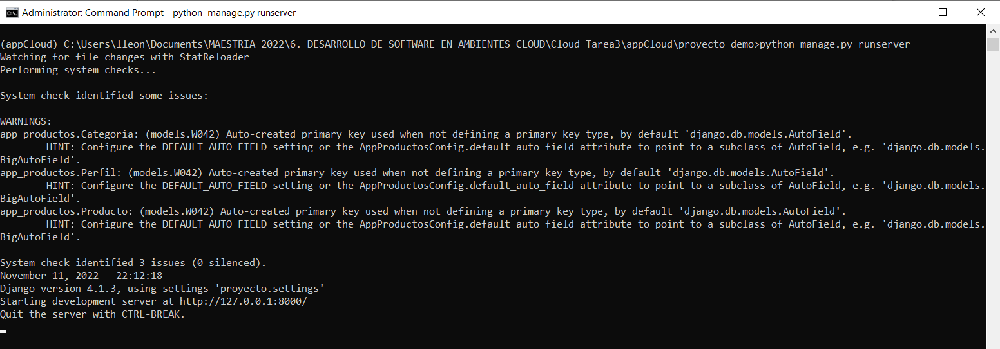 Administrator: Command Prompt - python  manage.py runserver
(appCloud) C:\Users\lleon\Documents\MAESTRIA_2022\6. DESARROLLO DE SOFTWARE EN AMBIENTES CLOUD\Cloud_Tarea3\appCloud\proyecto_demo>python manage.py runserver
Watching for file changes with StatReloader
Performing system checks...
System check identified some issues:
WARNINGS:
app_productos.Categoria: (models.W042) Auto-created primary key used when not defining a primary key type, by default 'django.db.models.AutoField'.
HINT: Configure the DEFAULT_AUTO_FIELD setting or the AppProductosConfig.default_auto_field attribute to point to a subclass of AutoField, e.g. 'django.db.models.
BigAutoField'.
app_productos.Perfil: (models.W042) Auto-created primary key used when not defining a primary key type, by default 'django.db.models.AutoField'.
HINT: Configure the DEFAULT_AUTO_FIELD setting or the AppProductosConfig.default_auto_field attribute to point to a subclass of AutoField, e.g. 'django.db.models.
BigAutoField'.
app_productos.Producto: (models.W042) Auto-created primary key used when not defining a primary key type, by default 'django.db.models.AutoField'.
HINT: Configure the DEFAULT_AUTO_FIELD setting or the AppProductosConfig.default_auto_field attribute to point to a subclass of AutoField, e.g. 'django.db.models.
BigAutoField'.
System check identified 3 issues (0 silenced).
November 11, 2022 - 22:12:18
Django version 4.1.3, using settings 'proyecto.settings'
Starting development server at http://127.0.0.1:8000/
Quit the server with CTRL-BREAK.